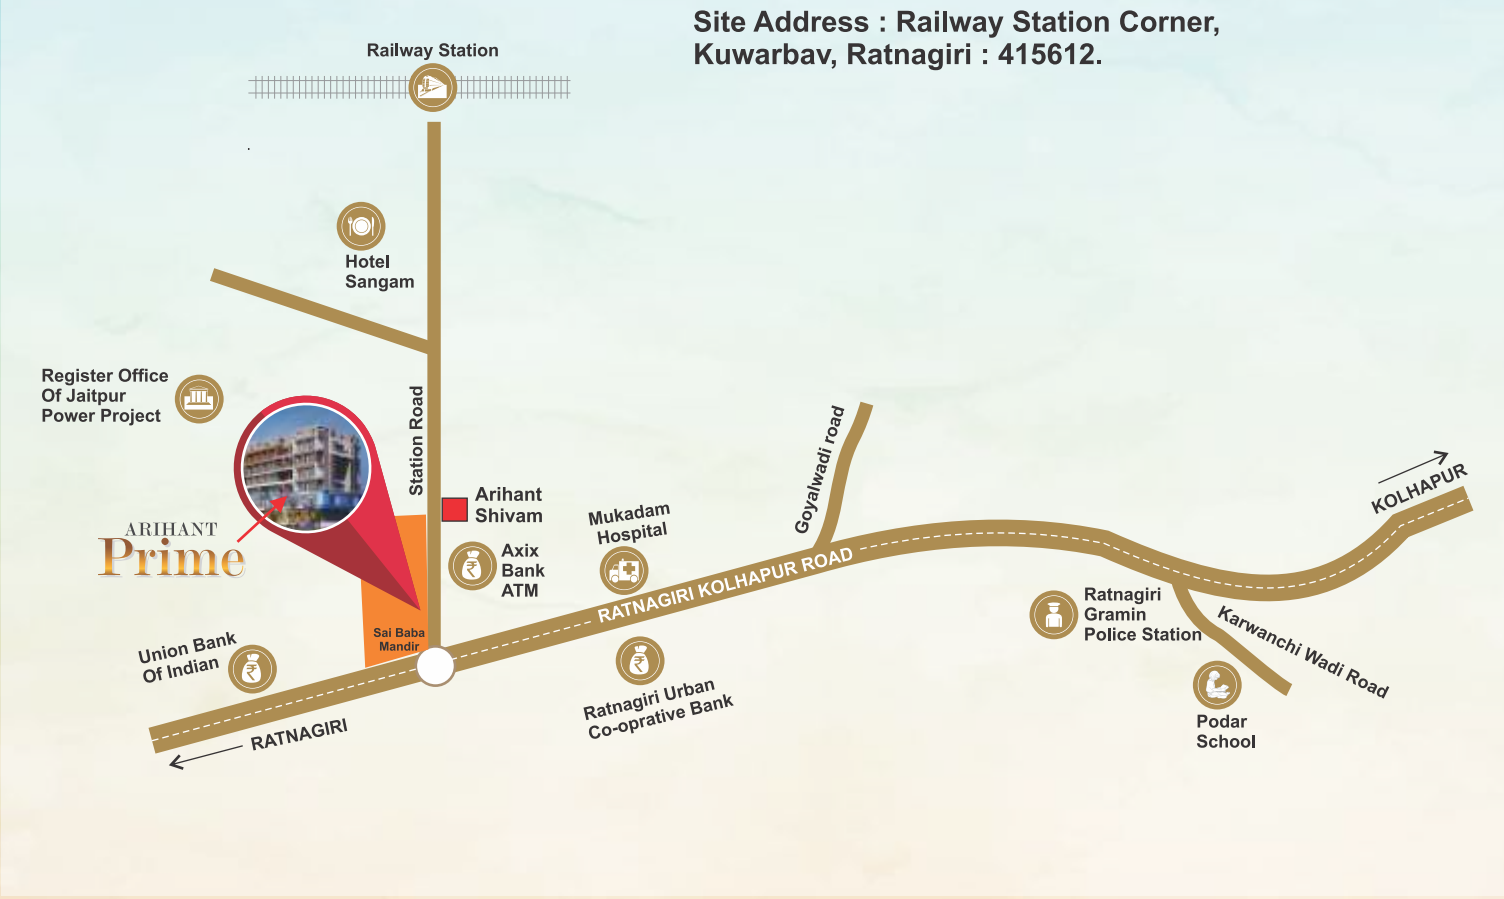 Site Address : Railway Station Corner,
Kuwarbav, Ratnagiri : 415612.
Railway Station
Hotel
Sangam
Register Office
Of Jaitpur
Power Project
Station Road
ARIHANT
Prime
Arihant
Shivam
Axix
Bank
ATM
Mukadam
Hospital
Goyalwadi road
KOLHAPUR
RATNAGIRI KOLHAPUR ROAD
Ratnagiri
Gramin
Police Station
Karwanchi Wadi Road
Sai Baba
Mandir
Union Bank
Of Indian
Ratnagiri Urban
Co-oprative Bank
Podar
School
RATNAGIRI